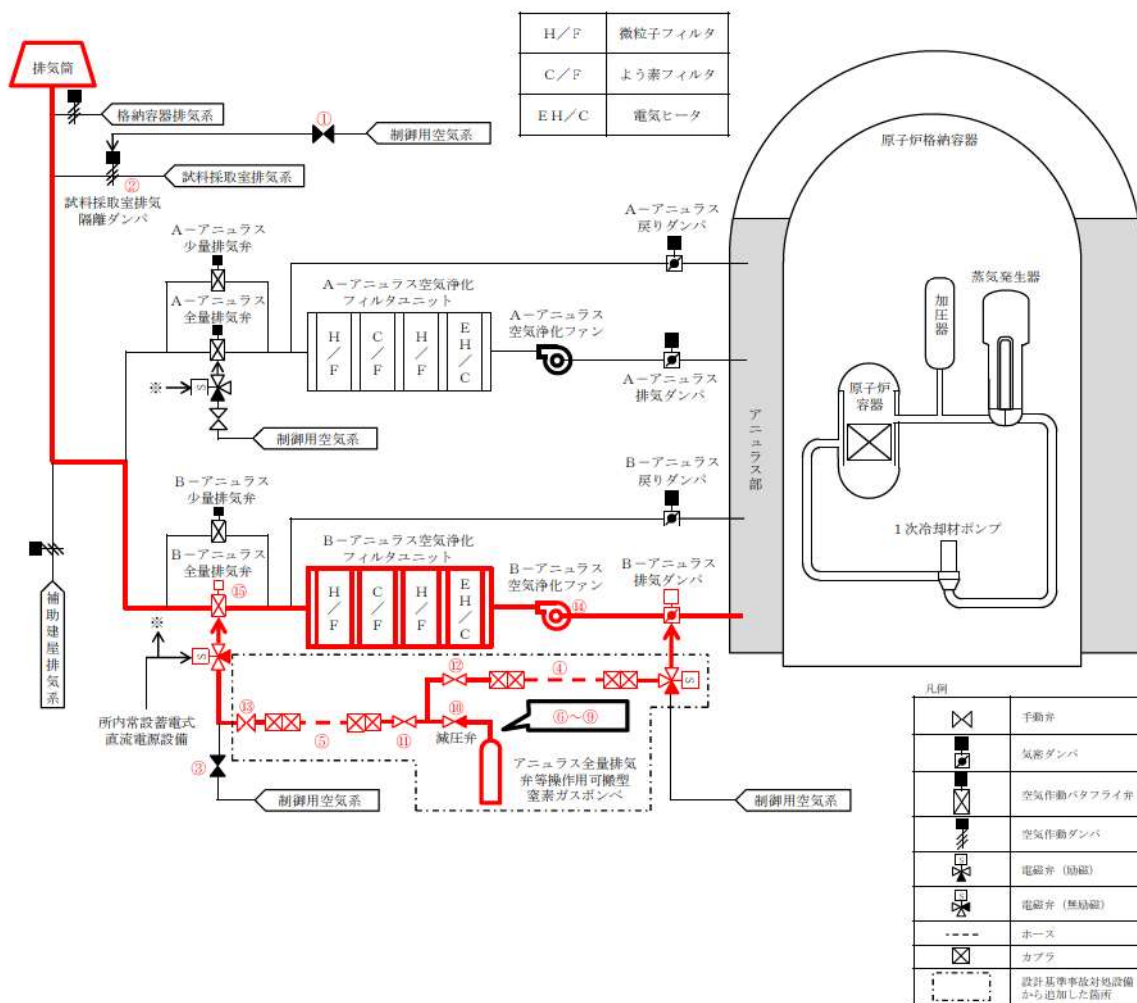 H/F 微粒子フィルタ
C/F よう素フィルタ
EH/C 電気ヒータ
排気筒
格納容器排気系
①
制御用空気系
②
試料採取室排気系
試料採取室排気
隔離ダンパ
原子炉格納容器
A-アニュラス
少量排気弁
A-アニュラス
戻りダンパ
A-アニュラス
全量排気弁
A-アニュラス空気浄化
フィルタユニット
H/F
C/F
H/F
EH/C
A-アニュラス
空気浄化ファン
A-アニュラス
排気ダンパ
※
S
制御用空気系
蒸気発生器
加圧器
原子炉
容器
アニュラス部
1次冷却材ポンプ
B-アニュラス
少量排気弁
B-アニュラス
戻りダンパ
B-アニュラス
全量排気弁
⑮
B-アニュラス空気浄化
フィルタユニット
H/F
C/F
H/F
EH/C
B-アニュラス
空気浄化ファン
⑭
B-アニュラス
排気ダンパ
補助建屋排気系
※
S
所内常設蓄電式
直流電源設備
⑫
④
S
⑬
⑤
⑪
⑩
減圧弁
⑥~⑨
③
制御用空気系
アニュラス全量排気
弁等操作用可搬型
窒素ガスボンベ
制御用空気系
凡例
手動弁
気密ダンパ
空気作動バタフライ弁
空気作動ダンパ
S 電磁弁(励磁)
S 電磁弁(無励磁)
ホース
カプラ
設計基準事故対処設備
から追加した箇所